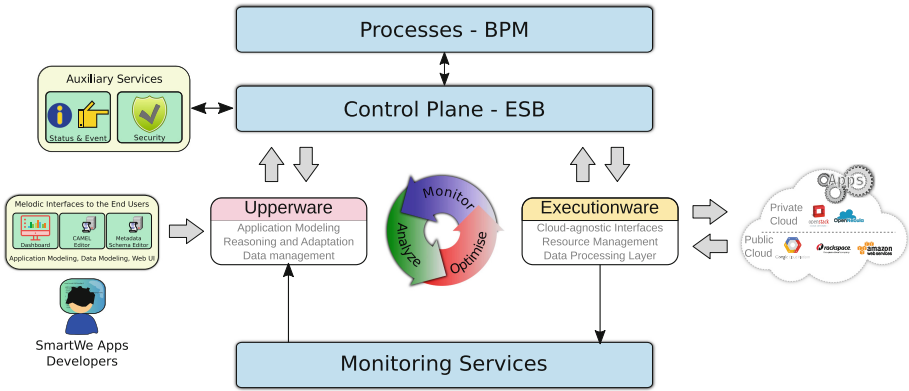 Processes - BPM
Auxiliary Services
Status & Event
Security
Control Plane - ESB
Melodic Interfaces to the End Users
Dashboard
CAMEL
Editor
Metadata
Schema Editor
Application Modeling, Data Modeling, Web UI
SmartWe Apps
Developers
Upperware
Application Modeling
Reasoning and Adaptation
Data management
Monitor
Analyze
Optimise
Executionware
Cloud-agnostic Interfaces
Resource Management
Data Processing Layer
Apps
Private
Cloud
openstack
Public
Cloud
rackspace
amazon
web services
Monitoring Services